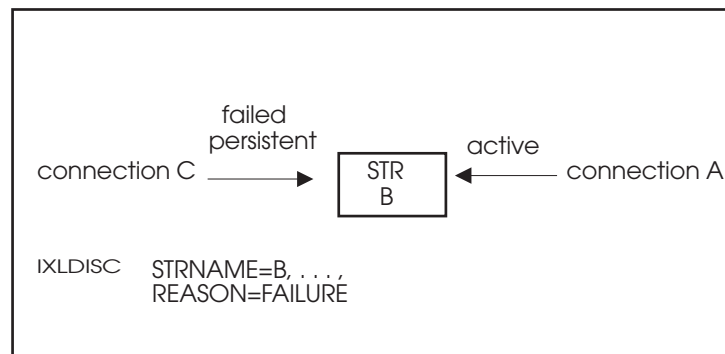 failed
persistent
connection C
STR
B
active
connection A
IXLDISC STRNAME=B, . . . ,
REASON=FAILURE